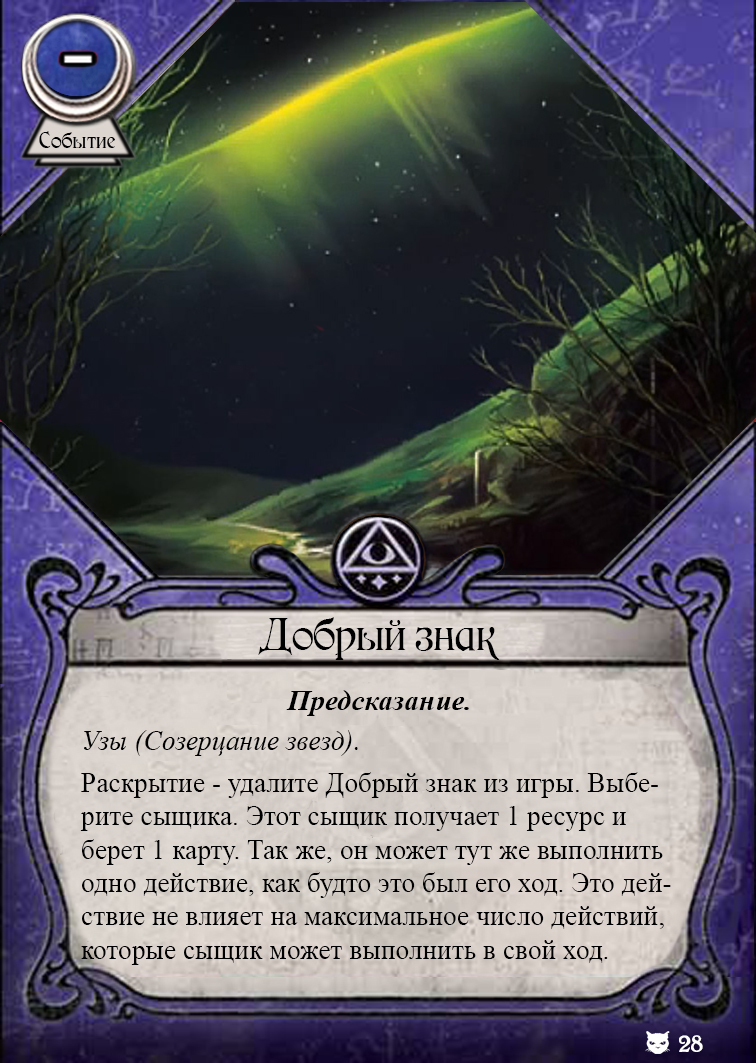 Событие
Добрый знак
Предсказание.
Узы (Созерцание звезд).
Раскрытие - удалите Добрый знак из игры. Выбе-
рите сыщика. Этот сыщик получает 1 ресурс и
берет 1 карту. Так же, он может тут же выполнить
одно действие, как будто это был его ход. Это дей-
ствие не влияет на максимальное число действий,
которые сыщик может выполнить в свой ход.
28